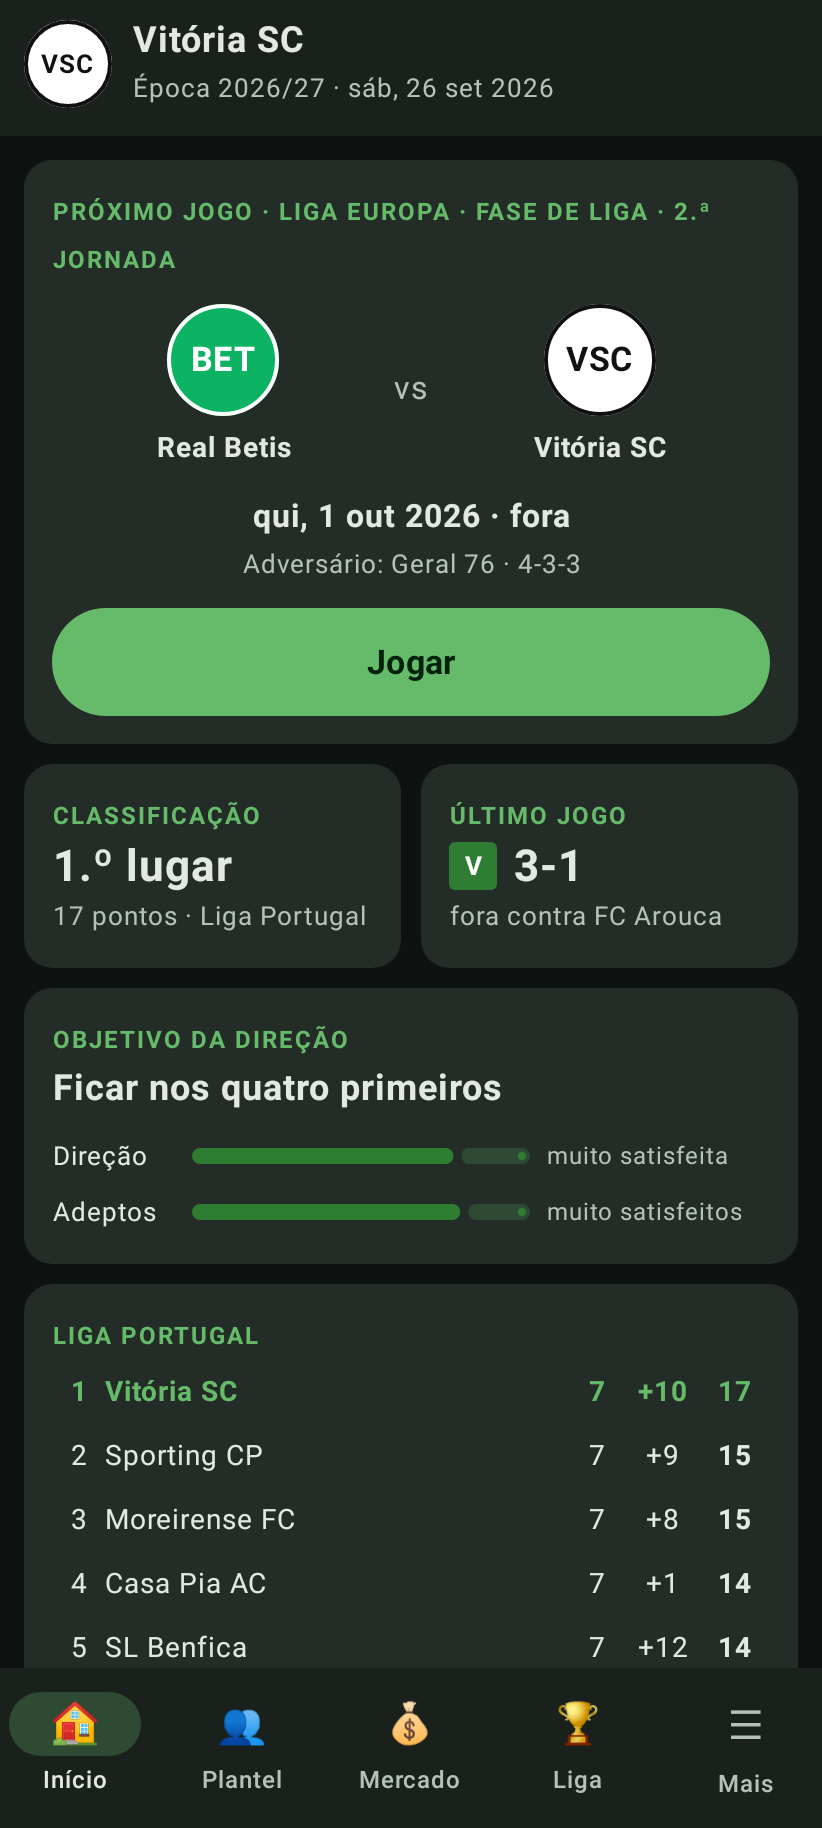 VSC
Vitória SC
Época 2026/27 · sáb, 26 set 2026
PRÓXIMO JOGO · LIGA EUROPA · FASE DE LIGA · 2.ª
JORNADA
BET vs VSC
Real Betis Vitória SC
qui, 1 out 2026 · fora
Adversário: Geral 76 · 4-3-3
Jogar
CLASSIFICAÇÃO
1.º lugar
17 pontos · Liga Portugal
ÚLTIMO JOGO
V 3-1
fora contra FC Arouca
OBJETIVO DA DIREÇÃO
Ficar nos quatro primeiros
Direção muito satisfeita
Adeptos muito satisfeitos
LIGA PORTUGAL
1 Vitória SC 7 +10 17
2 Sporting CP 7 +9 15
3 Moreirense FC 7 +8 15
4 Casa Pia AC 7 +1 14
5 SL Benfica 7 +12 14
Início Plantel Mercado Liga Mais